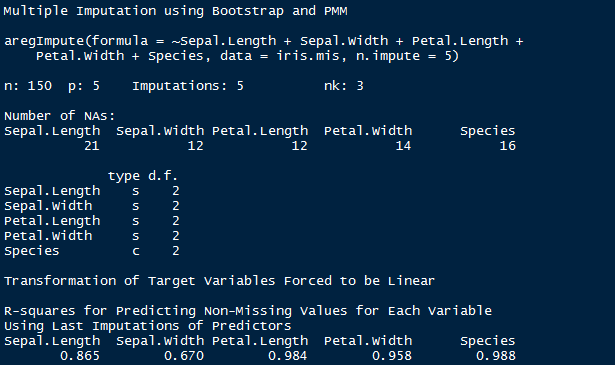 Multiple Imputation using Bootstrap and PMM
aregImpute(formula = ~Sepal.Length + Sepal.Width + Petal.Length +
Petal.Width + Species, data = iris.mis, n.impute = 5)
n: 150 p: 5 Imputations: 5 nk: 3
Number of NAs:
Sepal.Length Sepal.Width Petal.Length Petal.Width Species
21 12 12 14 16
type d.f.
Sepal.Length s 2
Sepal.Width s 2
Petal.Length s 2
Petal.Width s 2
Species c 2
Transformation of Target Variables Forced to be Linear
R-squares for Predicting Non-Missing Values for Each Variable
Using Last Imputations of Predictors
Sepal.Length Sepal.Width Petal.Length Petal.Width Species
0.865 0.670 0.984 0.958 0.988